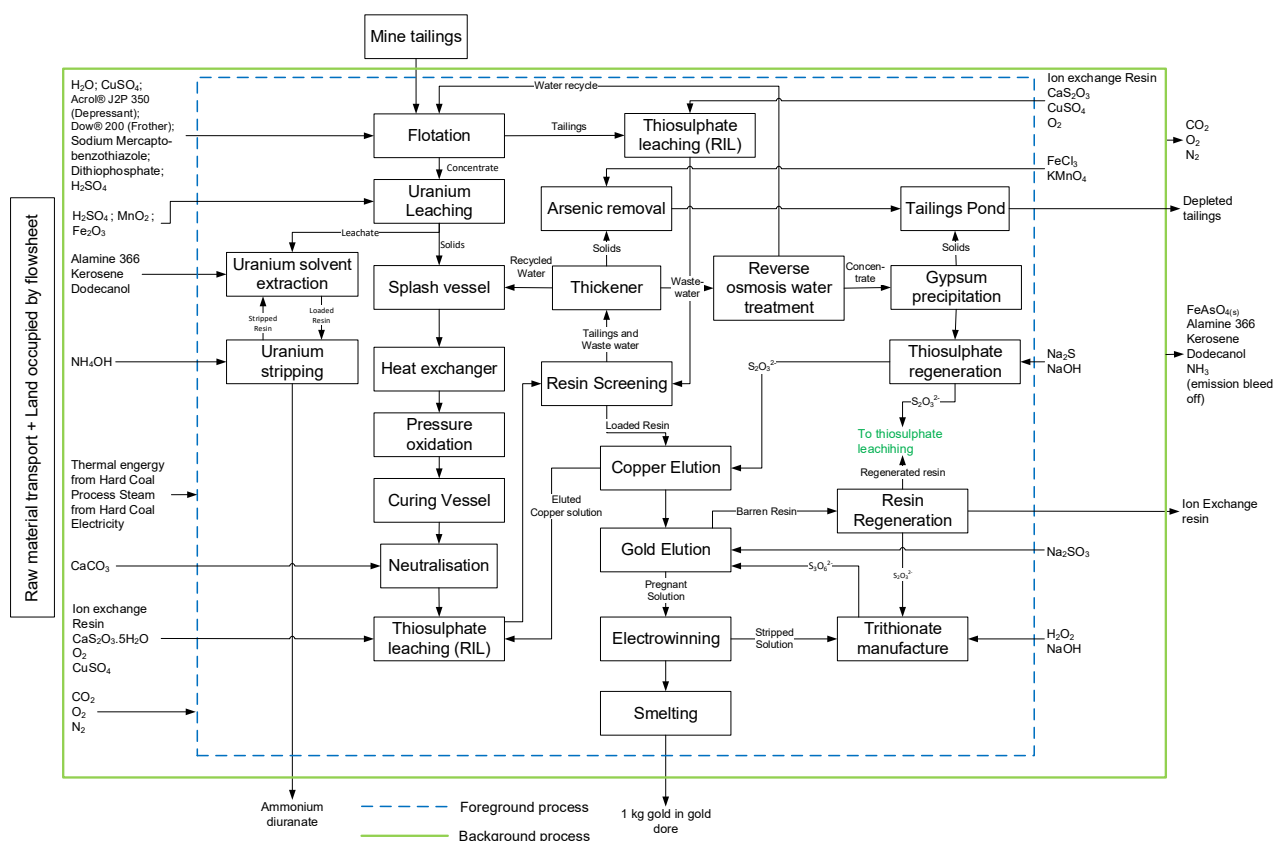 Mine tailings
H₂O; CuSO₄;
Acrol® J2P 350
(Depressant);
Dow® 200 (Frother);
Sodium Mercapto-
benzothiazole;
Dithiophosphate;
H₂SO₄
Water recycle
Flotation
Tailings
Thiosulphate
leaching (RIL)
Ion exchange Resin
CaS₂O₃
CuSO₄
O₂
CO₂
O₂
N₂
Concentrate
FeCl₃
KMnO₄
H₂SO₄ ; MnO₂ ;
Fe₂O₃
Uranium
Leaching
Arsenic removal
Tailings Pond
Depleted
tailings
Leachate
Solids
Solids
Solids
Alamine 366
Kerosene
Dodecanol
Uranium solvent
extraction
Splash vessel
Recycled
Water
Thickener
Waste-
water
Reverse
osmosis water
treatment
Concen-
trate
Gypsum
precipitation
Stripped
Resin
Loaded
Resin
Tailings and
Waste water
FeAsO₄₍ₛ₎
Alamine 366
Kerosene
Dodecanol
NH₃
(emission bleed
off)
NH₄OH
Uranium
stripping
Heat exchanger
Resin Screening
S₂O₃²⁻
Thiosulphate
regeneration
Na₂S
NaOH
S₂O₃²⁻
Pressure
oxidation
Loaded Resin
To thiosulphate
leachihing
Regenerated resin
Raw material transport + Land occupied by flowsheet
Thermal engergy
from Hard Coal
Process Steam
from Hard Coal
Electricity
Copper Elution
Curing Vessel
Eluted
Copper solution
Barren Resin
Resin
Regeneration
Ion Exchange
resin
Gold Elution
Na₂SO₃
CaCO₃
Neutralisation
S₃O₆²⁻
S₂O₃²⁻
Pregnant
Solution
Ion exchange
Resin
CaS₂O₃.5H₂O
O₂
CuSO₄
Thiosulphate
leaching (RIL)
Electrowinning
Stripped
Solution
Trithionate
manufacture
H₂O₂
NaOH
CO₂
O₂
N₂
Smelting
Ammonium
diuranate
Foreground process
1 kg gold in gold
dore
Background process